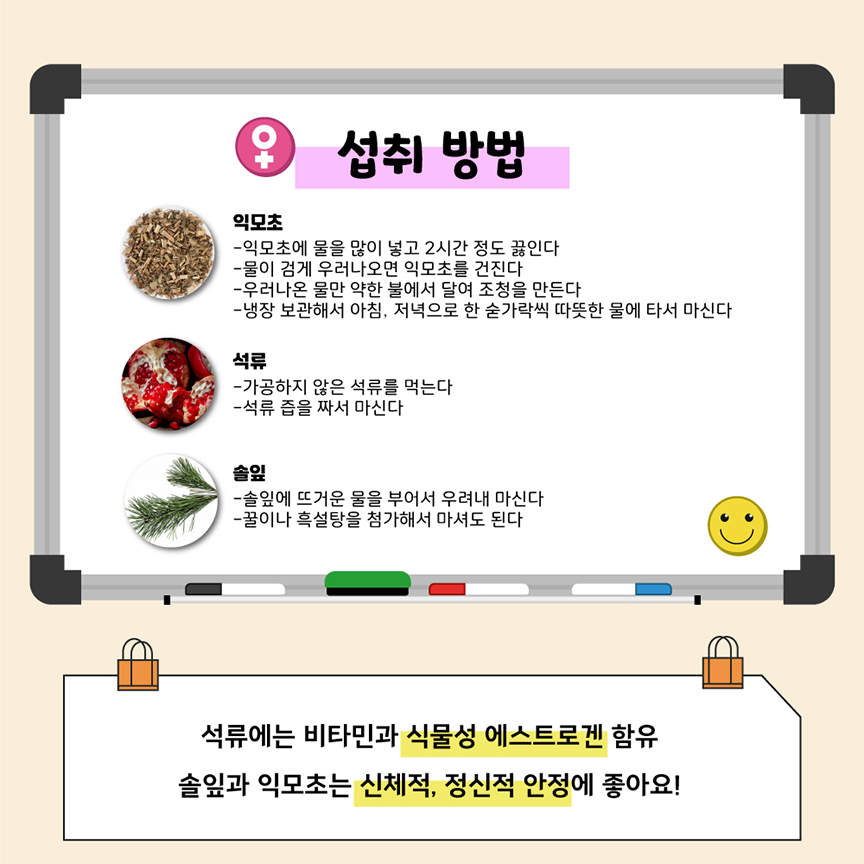 섭취 방법
익모초
-익모초에 물을 많이 넣고 2시간 정도 끓인다
-물이 검게 우러나오면 익모초를 건진다
-우러나온 물만 약한 불에서 달여 조청을 만든다
-냉장 보관해서 아침, 저녁으로 한 숟가락씩 따뜻한 물에 타서 마신다
석류
-가공하지 않은 석류를 먹는다
-석류 즙을 짜서 마신다
솔잎
-솔잎에 뜨거운 물을 부어서 우려내 마신다
-꿀이나 흑설탕을 첨가해서 마셔도 된다
석류에는 비타민과 식물성 에스트로겐 함유
솔잎과 익모초는 신체적, 정신적 안정에 좋아요!